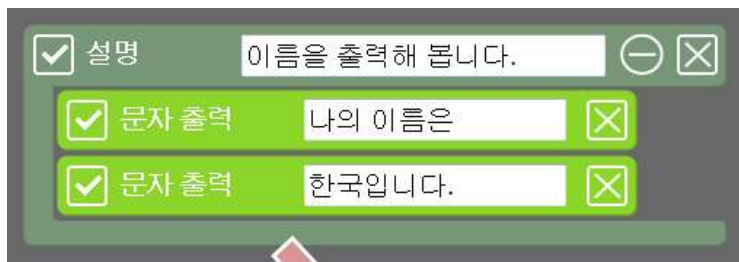 설명 이름을 출력해 봅니다.
문자 출력 나의 이름은
문자 출력 한국입니다.